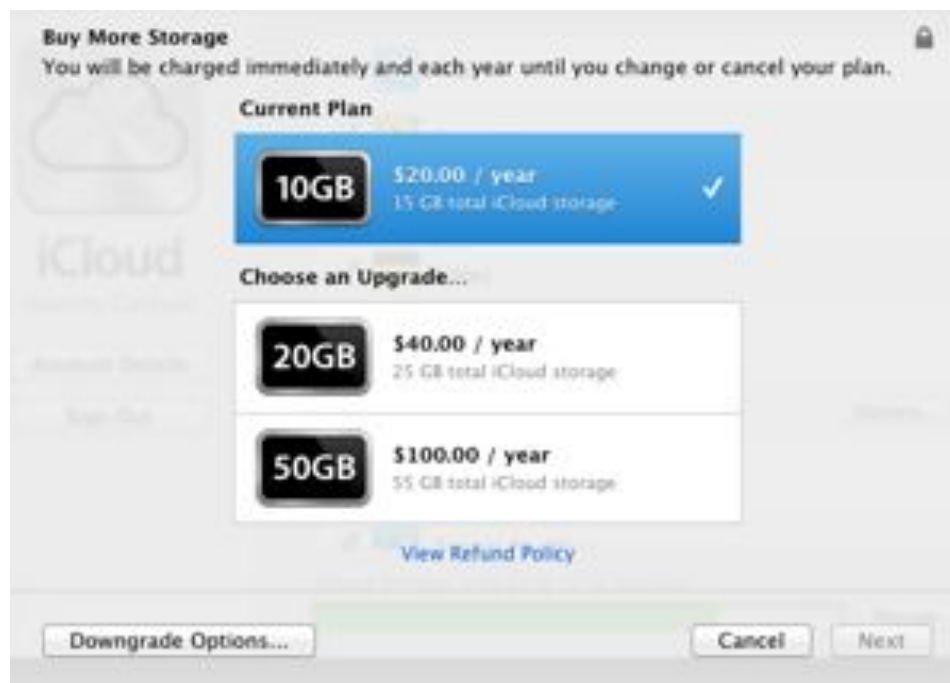 Buy More Storage
You will be charged immediately and each year until you change or cancel your plan.
Current Plan
10GB
$20.00 / year
15 GB total iCloud storage
iCloud
Choose an Upgrade...
20GB
$40.00 / year
25 GB total iCloud storage
Account Details
Sign Out
50GB
$100.00 / year
55 GB total iCloud storage
View Refund Policy
Downgrade Options...
Cancel
Next